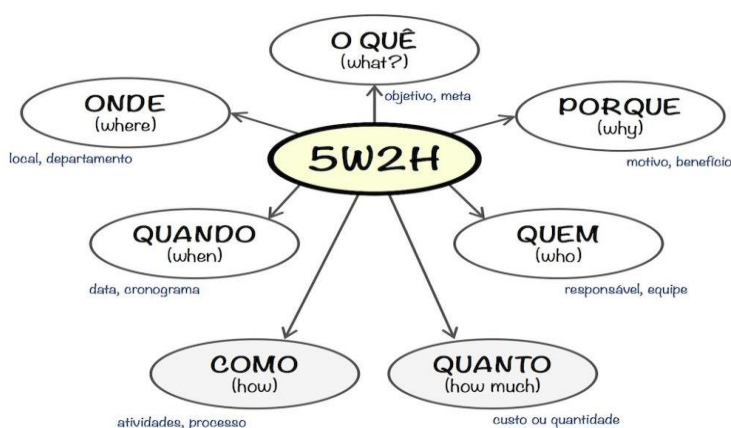 O QUÊ
(what?)
objetivo, meta
ONDE
(where)
local, departamento
PORQUE
(why)
motivo, benefício
5W2H
QUANDO
(when)
data, cronograma
QUEM
(who)
responsável, equipe
COMO
(how)
atividades, processo
QUANTO
(how much)
custo ou quantidade